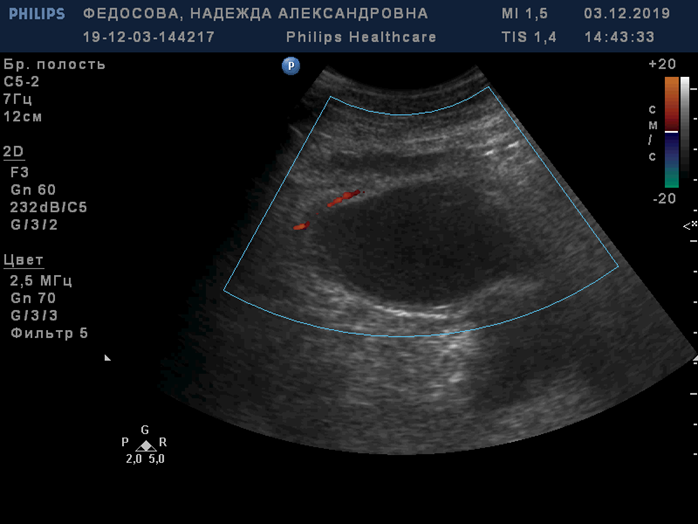 PHILIPS ФЕДОСОВА, НАДЕЖДА АЛЕКСАНДРОВНА MI 1,5 03.12.2019
19-12-03-144217 Philips Healthcare TIS 1,4 14:43:33
Бр. полость
C5-2
7Гц
12см
2D
F3
Gn 60
232dB/C5
G/3/2
Цвет
2,5 МГц
Gn 70
G/3/3
Фильтр 5
P
+20
с
м
/
с
-20
G
P R
2,0 5,0